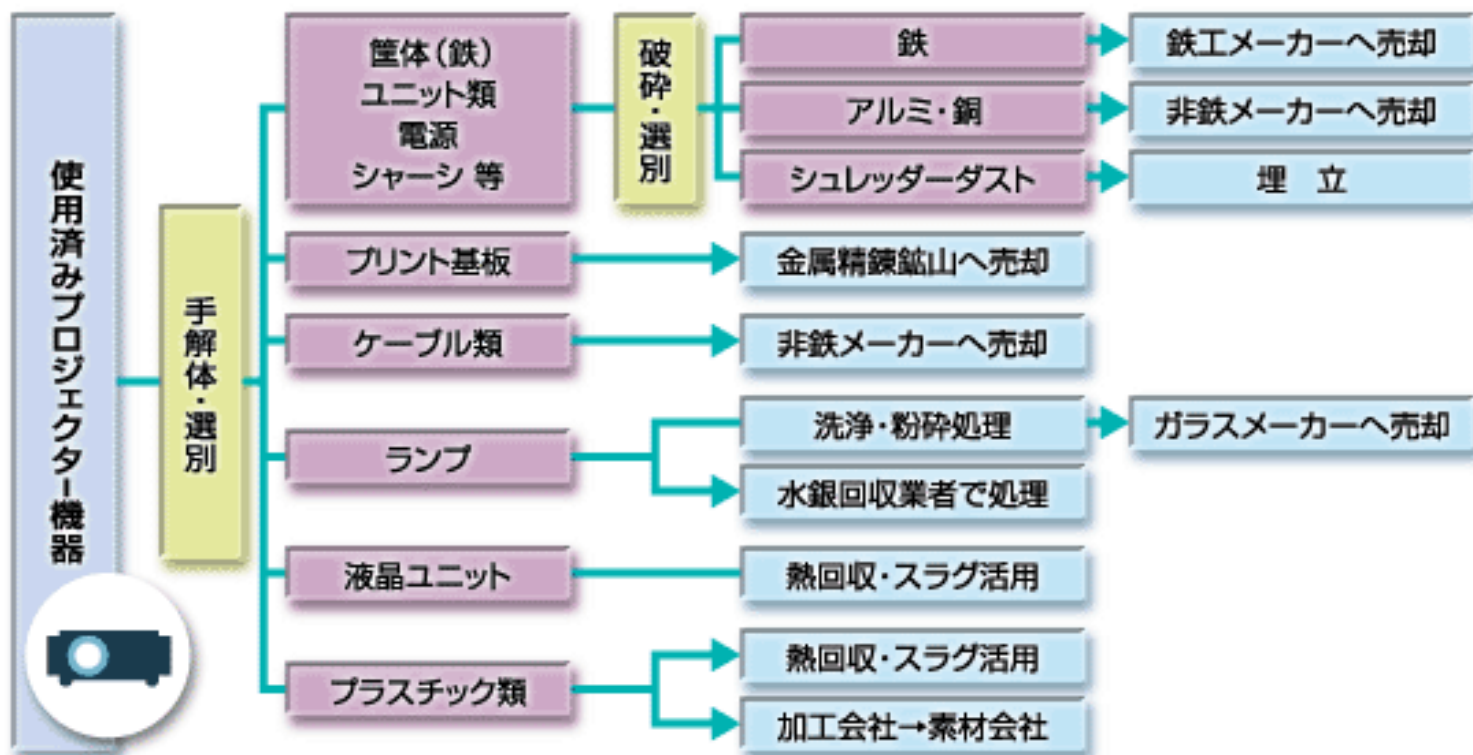 使用済みプロジェクター機器
手解体・選別
筐体（鉄）
ユニット類
電源
シャーシ 等
破砕・選別
鉄
鉄工メーカーへ売却
アルミ・銅
非鉄メーカーへ売却
シュレッダーダスト
埋 立
プリント基板
金属精錬鉱山へ売却
ケーブル類
非鉄メーカーへ売却
ランプ
洗浄・粉砕処理
ガラスメーカーへ売却
水銀回収業者で処理
液晶ユニット
熱回収・スラグ活用
プラスチック類
熱回収・スラグ活用
加工会社→素材会社